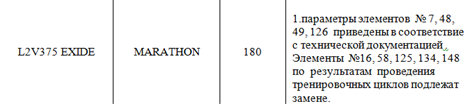 L2V375 EXIDE
MARATHON
180
1.параметры элементов № 7, 48,
49, 126 приведены в соответствие
с технической документацией.
Элементы №16, 58, 125, 134, 148
по результатам проведения
тренировочных циклов подлежат
замене.